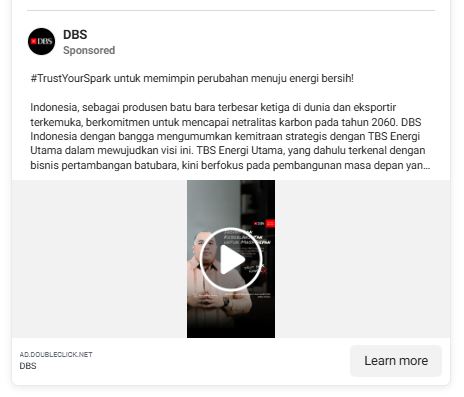 DBS
Sponsored
#TrustYourSpark untuk memimpin perubahan menuju energi bersih!
Indonesia, sebagai produsen batu bara terbesar ketiga di dunia dan eksportir
terkemuka, berkomitmen untuk mencapai netralitas karbon pada tahun 2060. DBS
Indonesia dengan bangga mengumumkan kemitraan strategis dengan TBS Energi
Utama dalam mewujudkan visi ini. TBS Energi Utama, yang dahulu terkenal dengan
bisnis pertambangan batubara, kini berfokus pada pembangunan masa depan yan...
DBS
AD.DOUBLECLICK.NET
DBS
Learn more